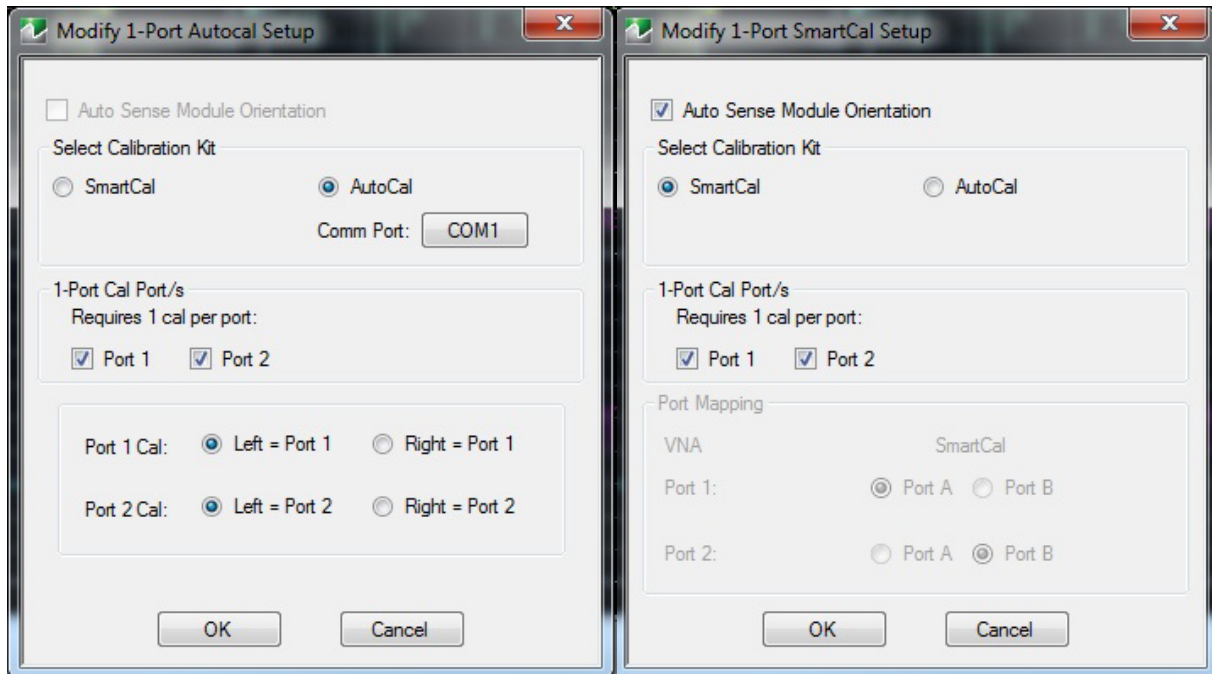 Modify 1-Port Autocal Setup
Auto Sense Module Orientation
Select Calibration Kit
SmartCal AutoCal
Comm Port: COM1
1-Port Cal Port/s
Requires 1 cal per port:
Port 1 Port 2
Port 1 Cal: Left = Port 1 Right = Port 1
Port 2 Cal: Left = Port 2 Right = Port 2
OK Cancel
Modify 1-Port SmartCal Setup
Auto Sense Module Orientation
Select Calibration Kit
SmartCal AutoCal
1-Port Cal Port/s
Requires 1 cal per port:
Port 1 Port 2
Port Mapping
VNA SmartCal
Port 1: Port A Port B
Port 2: Port A Port B
OK Cancel